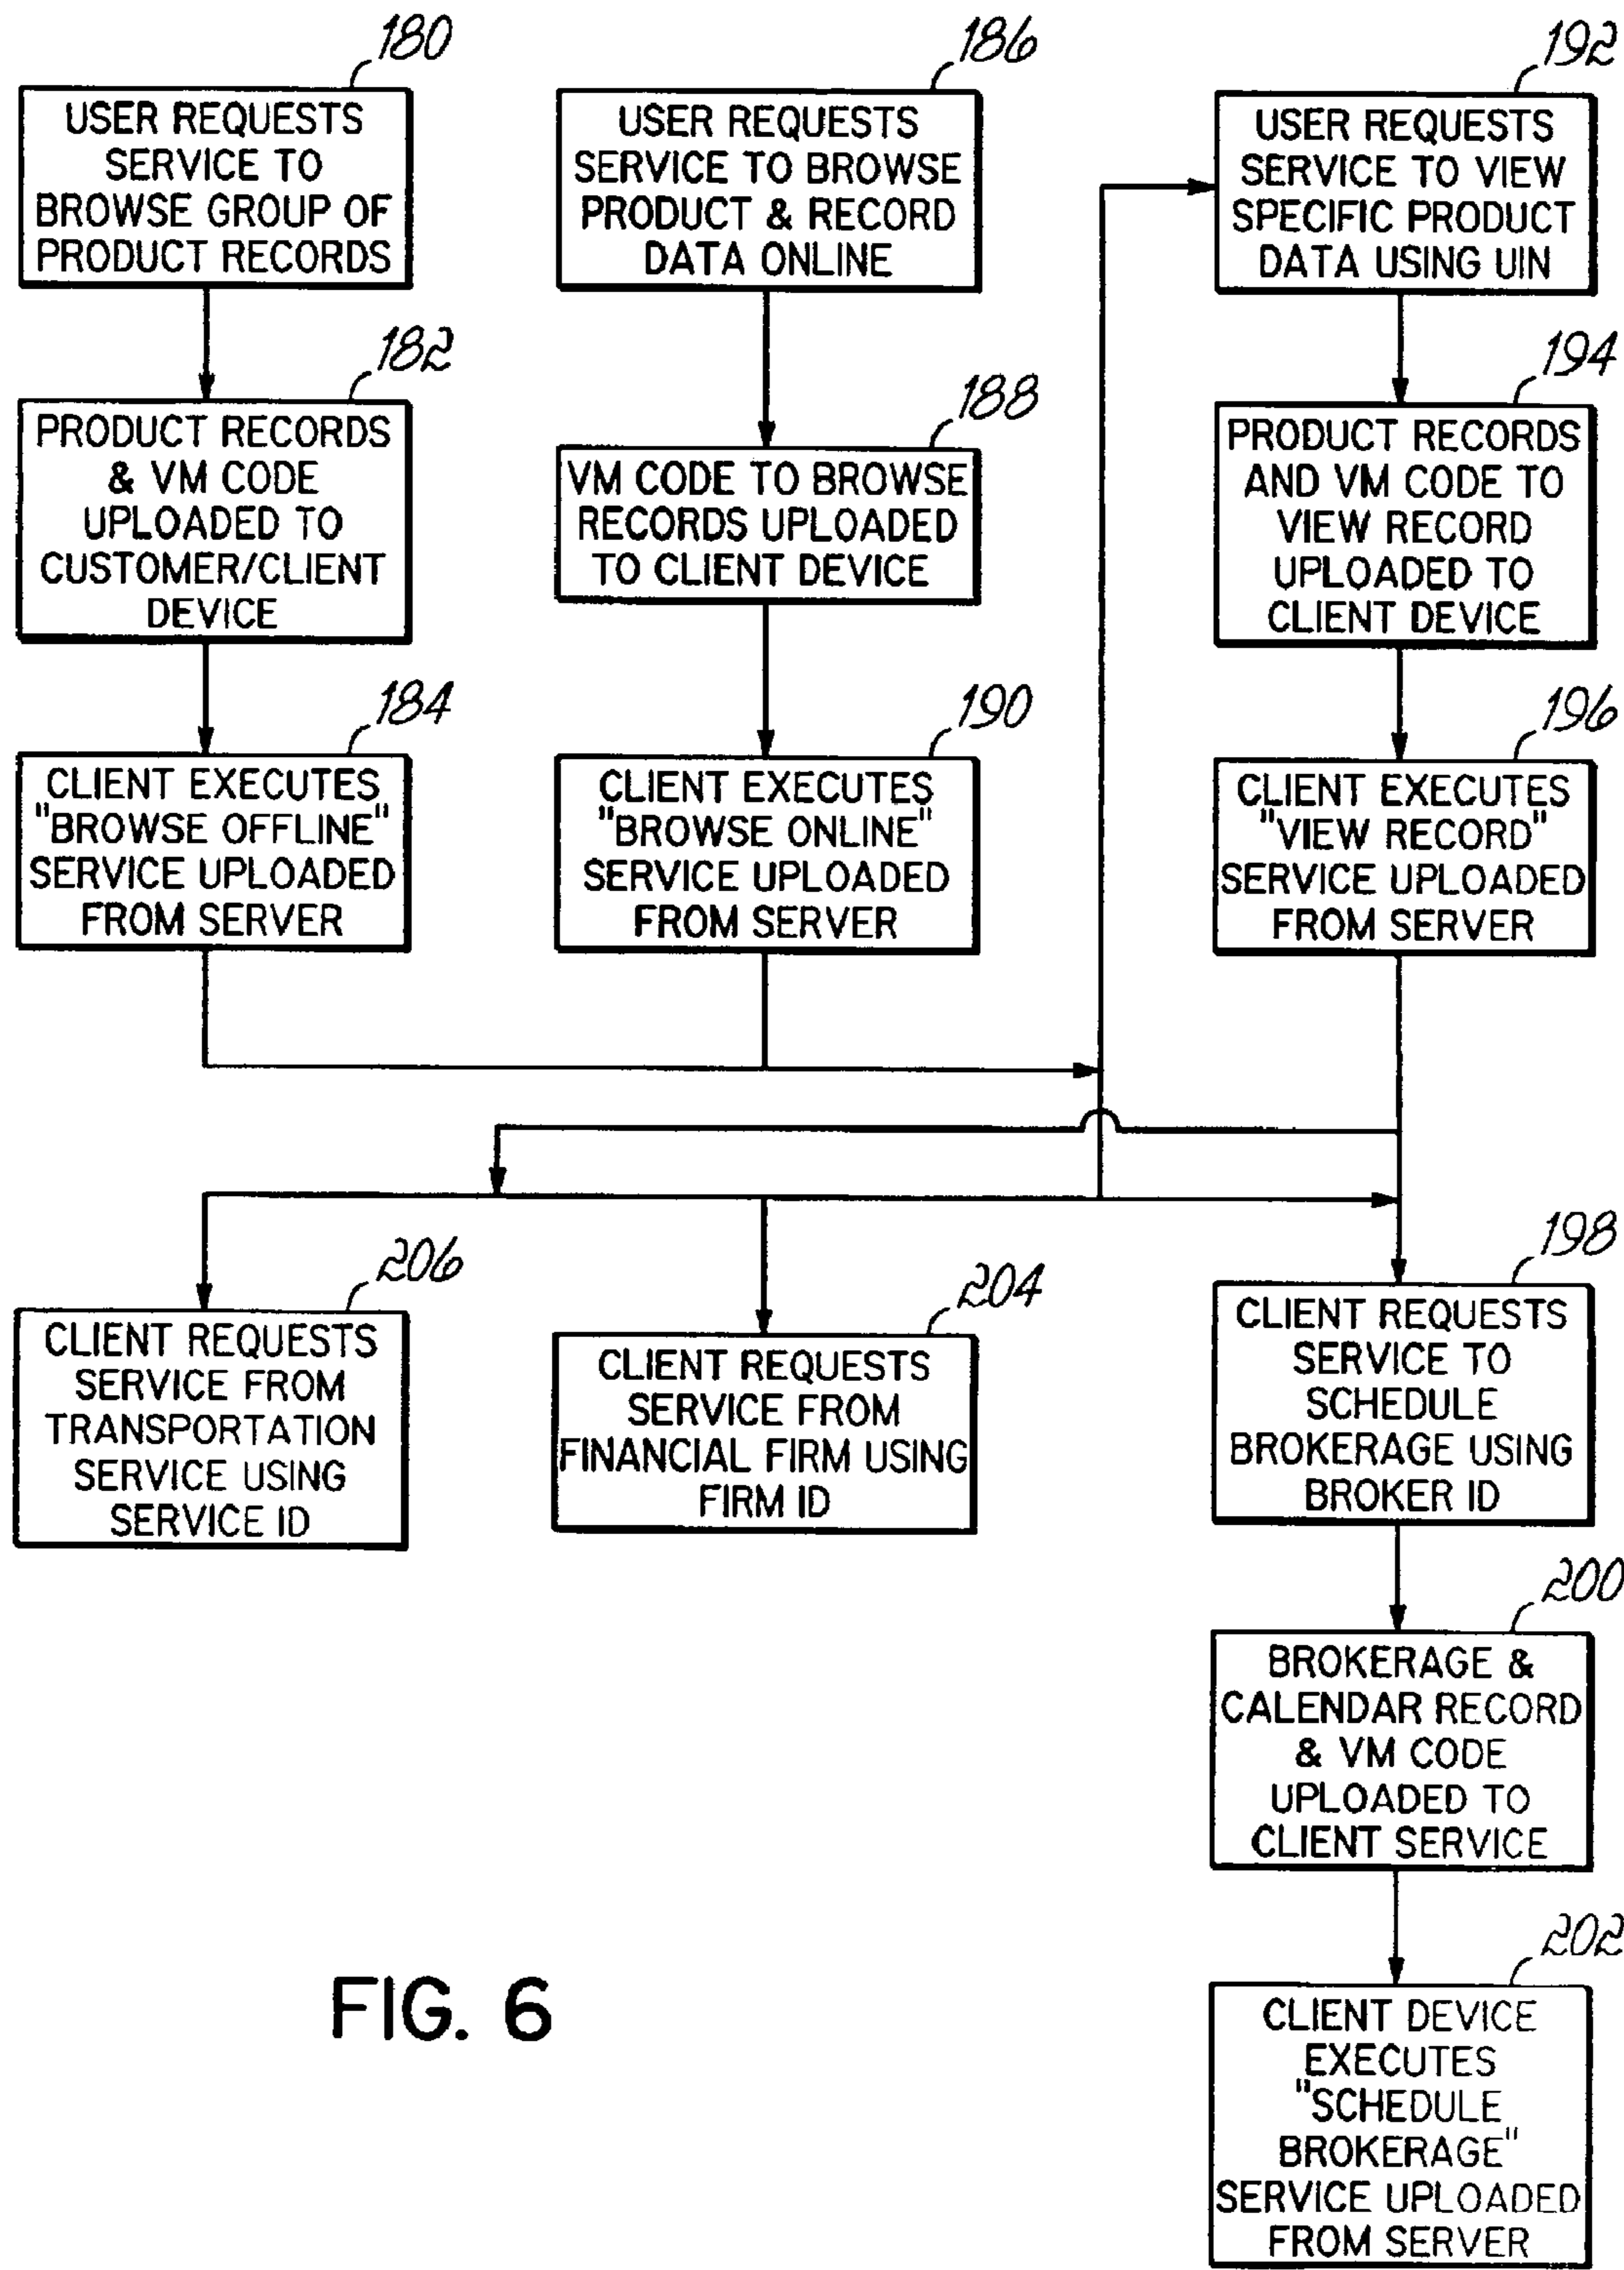 180
USER REQUESTS
SERVICE TO
BROWSE GROUP OF
PRODUCT RECORDS
182
PRODUCT RECORDS
& VM CODE
UPLOADED TO
CUSTOMER/CLIENT
DEVICE
184
CLIENT EXECUTES
"BROWSE OFFLINE"
SERVICE UPLOADED
FROM SERVER
186
USER REQUESTS
SERVICE TO BROWSE
PRODUCT & RECORD
DATA ONLINE
188
VM CODE TO BROWSE
RECORDS UPLOADED
TO CLIENT DEVICE
190
CLIENT EXECUTES
"BROWSE ONLINE"
SERVICE UPLOADED
FROM SERVER
192
USER REQUESTS
SERVICE TO VIEW
SPECIFIC PRODUCT
DATA USING UIN
194
PRODUCT RECORDS
AND VM CODE TO
VIEW RECORD
UPLOADED TO
CLIENT DEVICE
196
CLIENT EXECUTES
"VIEW RECORD"
SERVICE UPLOADED
FROM SERVER
206
CLIENT REQUESTS
SERVICE FROM
TRANSPORTATION
SERVICE USING
SERVICE ID
204
CLIENT REQUESTS
SERVICE FROM
FINANCIAL FIRM USING
FIRM ID
198
CLIENT REQUESTS
SERVICE TO
SCHEDULE
BROKERAGE USING
BROKER ID
200
BROKERAGE &
CALENDAR RECORD
& VM CODE
UPLOADED TO
CLIENT SERVICE
202
CLIENT DEVICE
EXECUTES
"SCHEDULE
BROKERAGE"
SERVICE UPLOADED
FROM SERVER
FIG. 6